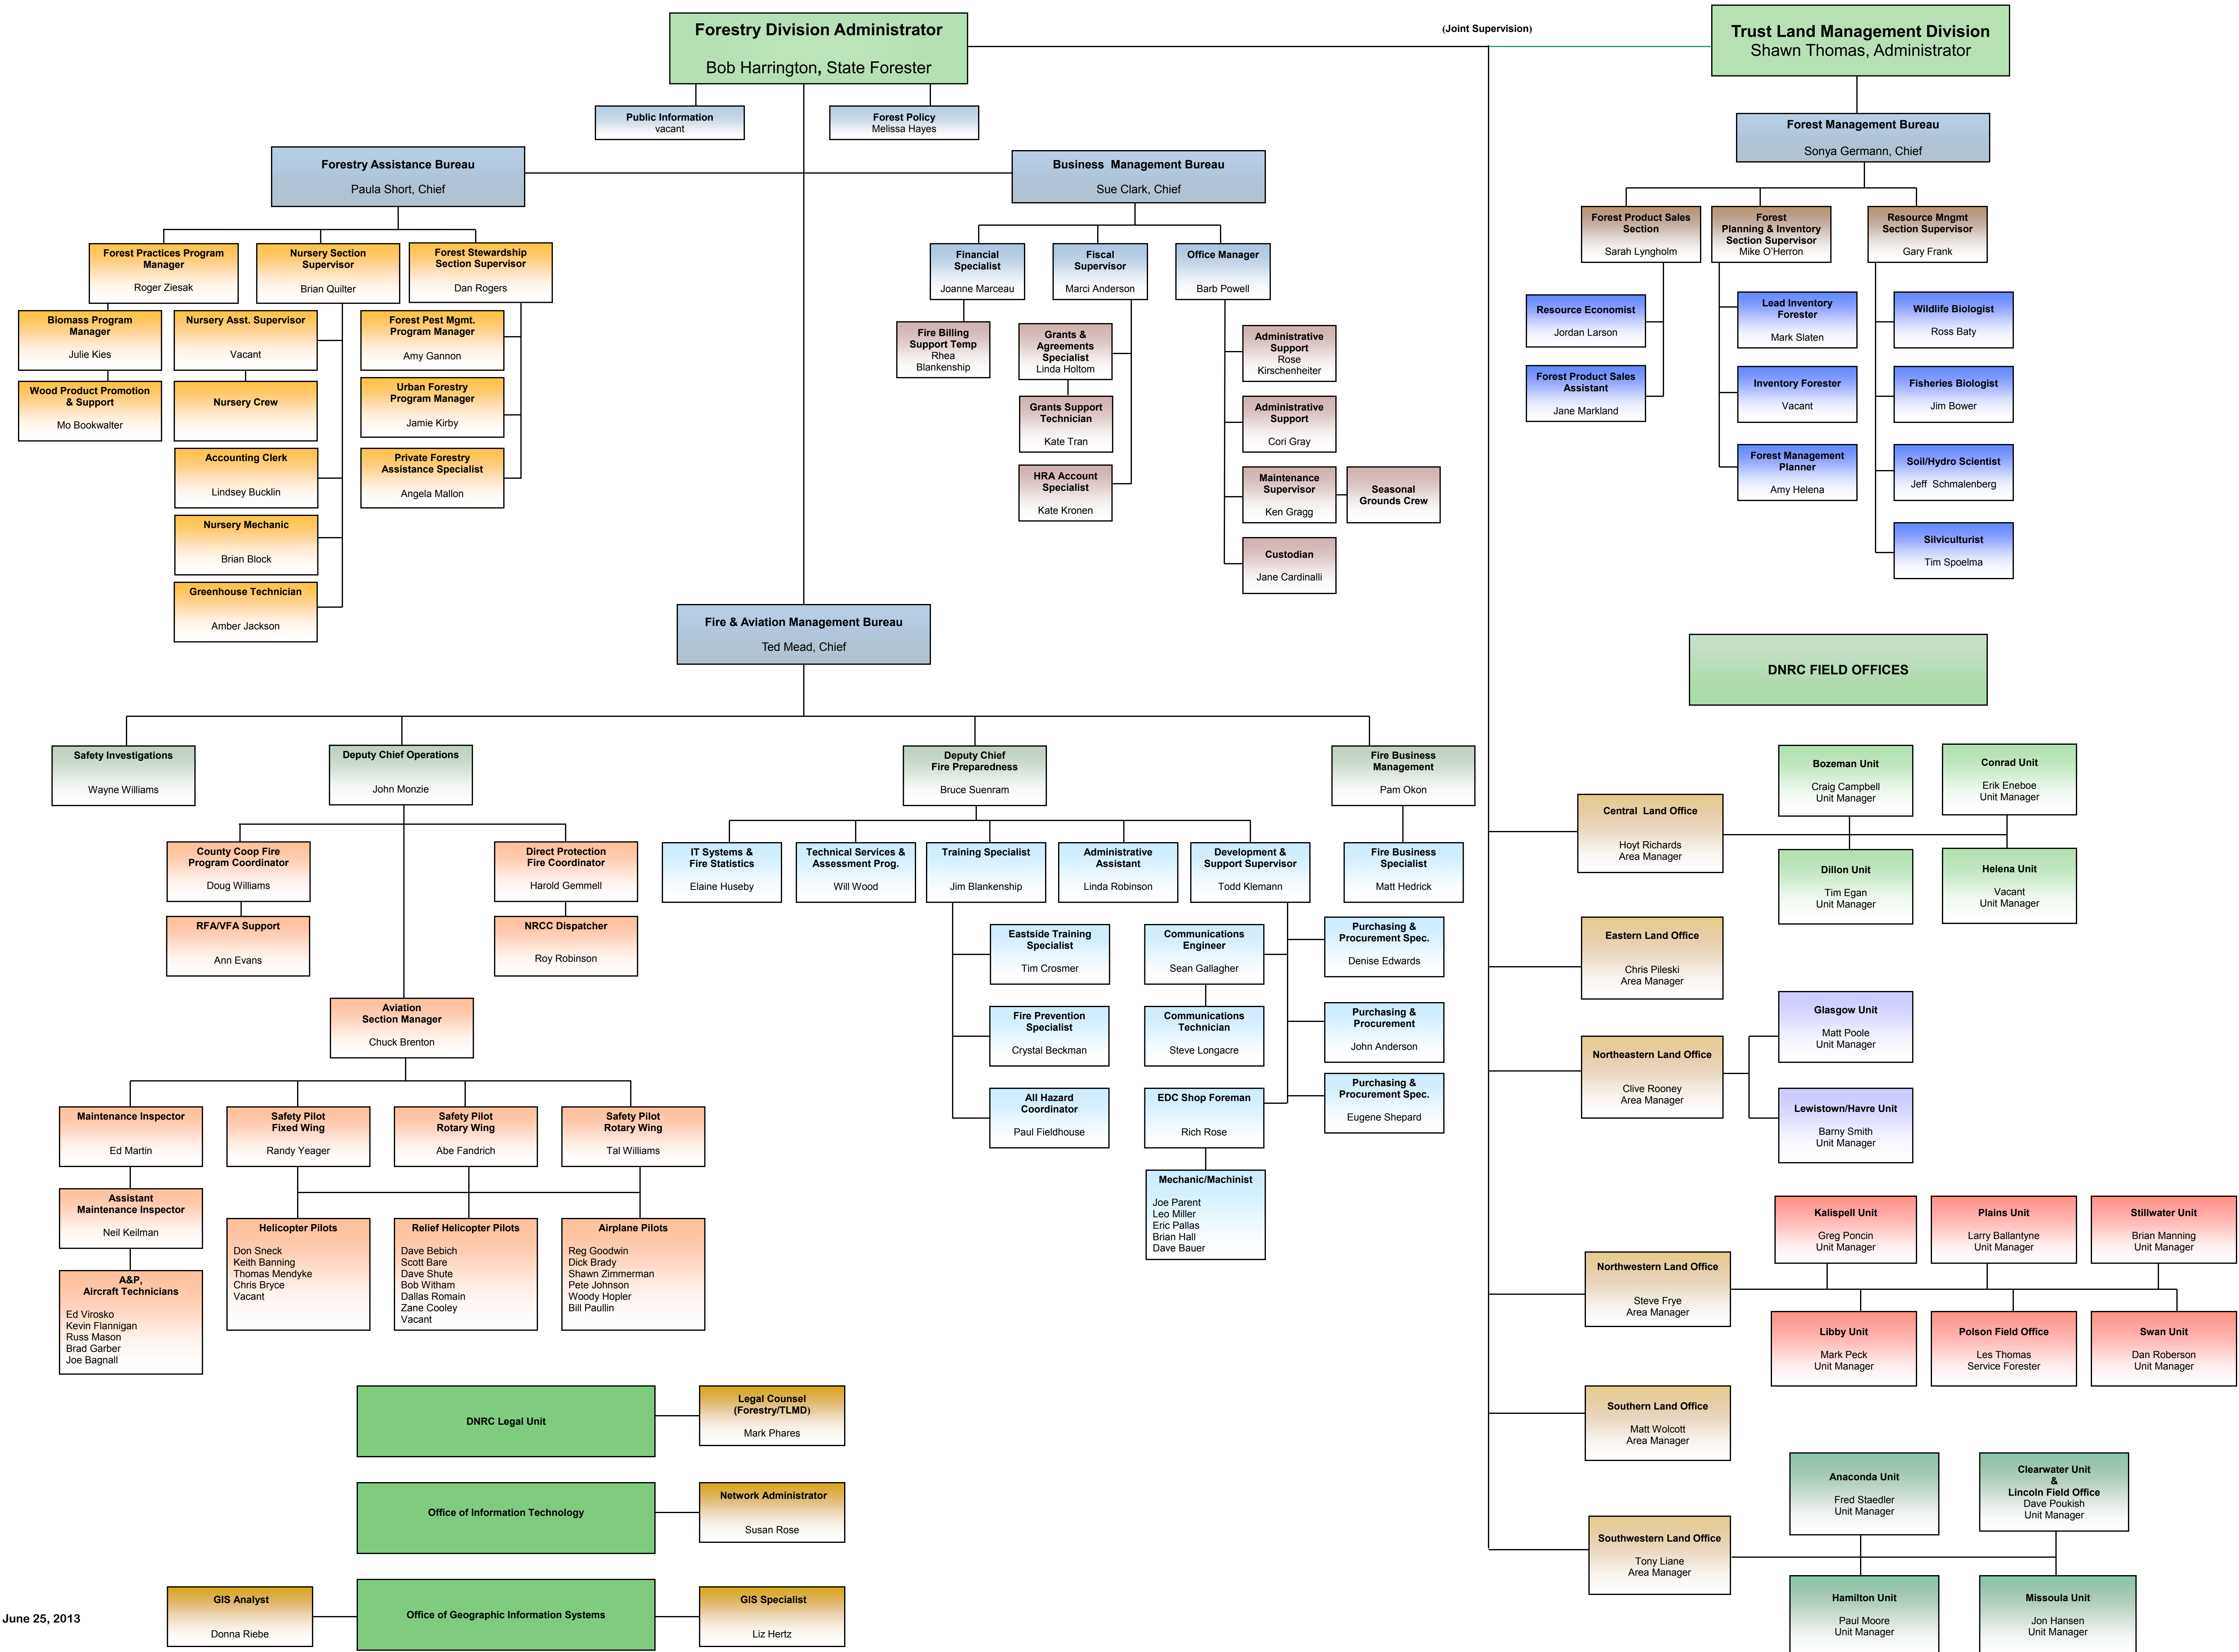 Forestry Division Administrator
Bob Harrington, State Forester
(Joint Supervision)
Trust Land Management Division
Shawn Thomas, Administrator
Public Information
vacant
Forest Policy
Melissa Hayes
Forestry Assistance Bureau
Paula Short, Chief
Business Management Bureau
Sue Clark, Chief
Forest Management Bureau
Sonya Germann, Chief
Forest Practices Program
Manager
Roger Ziesak
Nursery Section
Supervisor
Brian Quilter
Forest Stewardship
Section Supervisor
Dan Rogers
Biomass Program
Manager
Julie Kies
Wood Product Promotion
& Support
Mo Bookwalter
Nursery Asst. Supervisor
Vacant
Nursery Crew
Accounting Clerk
Lindsey Bucklin
Nursery Mechanic
Brian Block
Greenhouse Technician
Amber Jackson
Forest Pest Mgmt.
Program Manager
Amy Gannon
Urban Forestry
Program Manager
Jamie Kirby
Private Forestry
Assistance Specialist
Angela Mallon
Financial
Specialist
Joanne Marceau
Fiscal
Supervisor
Marci Anderson
Office Manager
Barb Powell
Fire Billing
Support Temp
Rhea
Blankenship
Grants &
Agreements
Specialist
Linda Holtom
Grants Support
Technician
Kate Tran
HRA Account
Specialist
Kate Kronen
Administrative
Support
Rose
Kirschenheiter
Administrative
Support
Cori Gray
Maintenance
Supervisor
Ken Gragg
Seasonal
Grounds Crew
Custodian
Jane Cardinalli
Forest Product Sales
Section
Sarah Lyngholm
Forest
Planning & Inventory
Section Supervisor
Mike O'Herron
Resource Mngmt
Section Supervisor
Gary Frank
Resource Economist
Jordan Larson
Forest Product Sales
Assistant
Jane Markland
Lead Inventory
Forester
Mark Slaten
Inventory Forester
Vacant
Forest Management
Planner
Amy Helena
Wildlife Biologist
Ross Baty
Fisheries Biologist
Jim Bower
Soil/Hydro Scientist
Jeff Schmalenberg
Silviculturist
Tim Spoelma
Fire & Aviation Management Bureau
Ted Mead, Chief
Safety Investigations
Wayne Williams
Deputy Chief Operations
John Monzie
Deputy Chief
Fire Preparedness
Bruce Suenram
Fire Business
Management
Pam Okon
County Coop Fire
Program Coordinator
Doug Williams
RFA/VFA Support
Ann Evans
Direct Protection
Fire Coordinator
Harold Gemmell
NRCC Dispatcher
Roy Robinson
Aviation
Section Manager
Chuck Brenton
Maintenance Inspector
Ed Martin
Safety Pilot
Fixed Wing
Randy Yeager
Safety Pilot
Rotary Wing
Abe Fandrich
Safety Pilot
Rotary Wing
Tal Williams
Assistant
Maintenance Inspector
Neil Keilman
A&P,
Aircraft Technicians
Ed Virosko
Kevin Flannigan
Russ Mason
Brad Garber
Joe Bagnall
Helicopter Pilots
Don Sneck
Keith Banning
Thomas Mendyke
Chris Bryce
Vacant
Relief Helicopter Pilots
Dave Bebich
Scott Bare
Dave Shute
Bob Witham
Dallas Romain
Zane Cooley
Vacant
Airplane Pilots
Reg Goodwin
Dick Brady
Shawn Zimmerman
Pete Johnson
Woody Hopler
Bill Paullin
IT Systems &
Fire Statistics
Elaine Huseby
Technical Services &
Assessment Prog.
Will Wood
Training Specialist
Jim Blankenship
Administrative
Assistant
Linda Robinson
Development &
Support Supervisor
Todd Klemann
Fire Business
Specialist
Matt Hedrick
Eastside Training
Specialist
Tim Crosmer
Fire Prevention
Specialist
Crystal Beckman
All Hazard
Coordinator
Paul Fieldhouse
Communications
Engineer
Sean Gallagher
Communications
Technician
Steve Longacre
EDC Shop Foreman
Rich Rose
Mechanic/Machinist
Joe Parent
Leo Miller
Eric Pallas
Brian Hall
Dave Bauer
Purchasing &
Procurement Spec.
Denise Edwards
Purchasing &
Procurement
John Anderson
Purchasing &
Procurement Spec.
Eugene Shepard
DNRC FIELD OFFICES
Central Land Office
Hoyt Richards
Area Manager
Bozeman Unit
Craig Campbell
Unit Manager
Conrad Unit
Erik Eneboe
Unit Manager
Dillon Unit
Tim Egan
Unit Manager
Helena Unit
Vacant
Unit Manager
Eastern Land Office
Chris Pileski
Area Manager
Northeastern Land Office
Clive Rooney
Area Manager
Glasgow Unit
Matt Poole
Unit Manager
Lewistown/Havre Unit
Barny Smith
Unit Manager
Northwestern Land Office
Steve Frye
Area Manager
Kalispell Unit
Greg Poncin
Unit Manager
Plains Unit
Larry Ballantyne
Unit Manager
Stillwater Unit
Brian Manning
Unit Manager
Libby Unit
Mark Peck
Unit Manager
Polson Field Office
Les Thomas
Service Forester
Swan Unit
Dan Roberson
Unit Manager
Southern Land Office
Matt Wolcott
Area Manager
Southwestern Land Office
Tony Liane
Area Manager
Anaconda Unit
Fred Staedler
Unit Manager
Clearwater Unit
&
Lincoln Field Office
Dave Poukish
Unit Manager
Hamilton Unit
Paul Moore
Unit Manager
Missoula Unit
Jon Hansen
Unit Manager
DNRC Legal Unit
Legal Counsel
(Forestry/TLMD)
Mark Phares
Office of Information Technology
Network Administrator
Susan Rose
GIS Analyst
Donna Riebe
Office of Geographic Information Systems
GIS Specialist
Liz Hertz
June 25, 2013